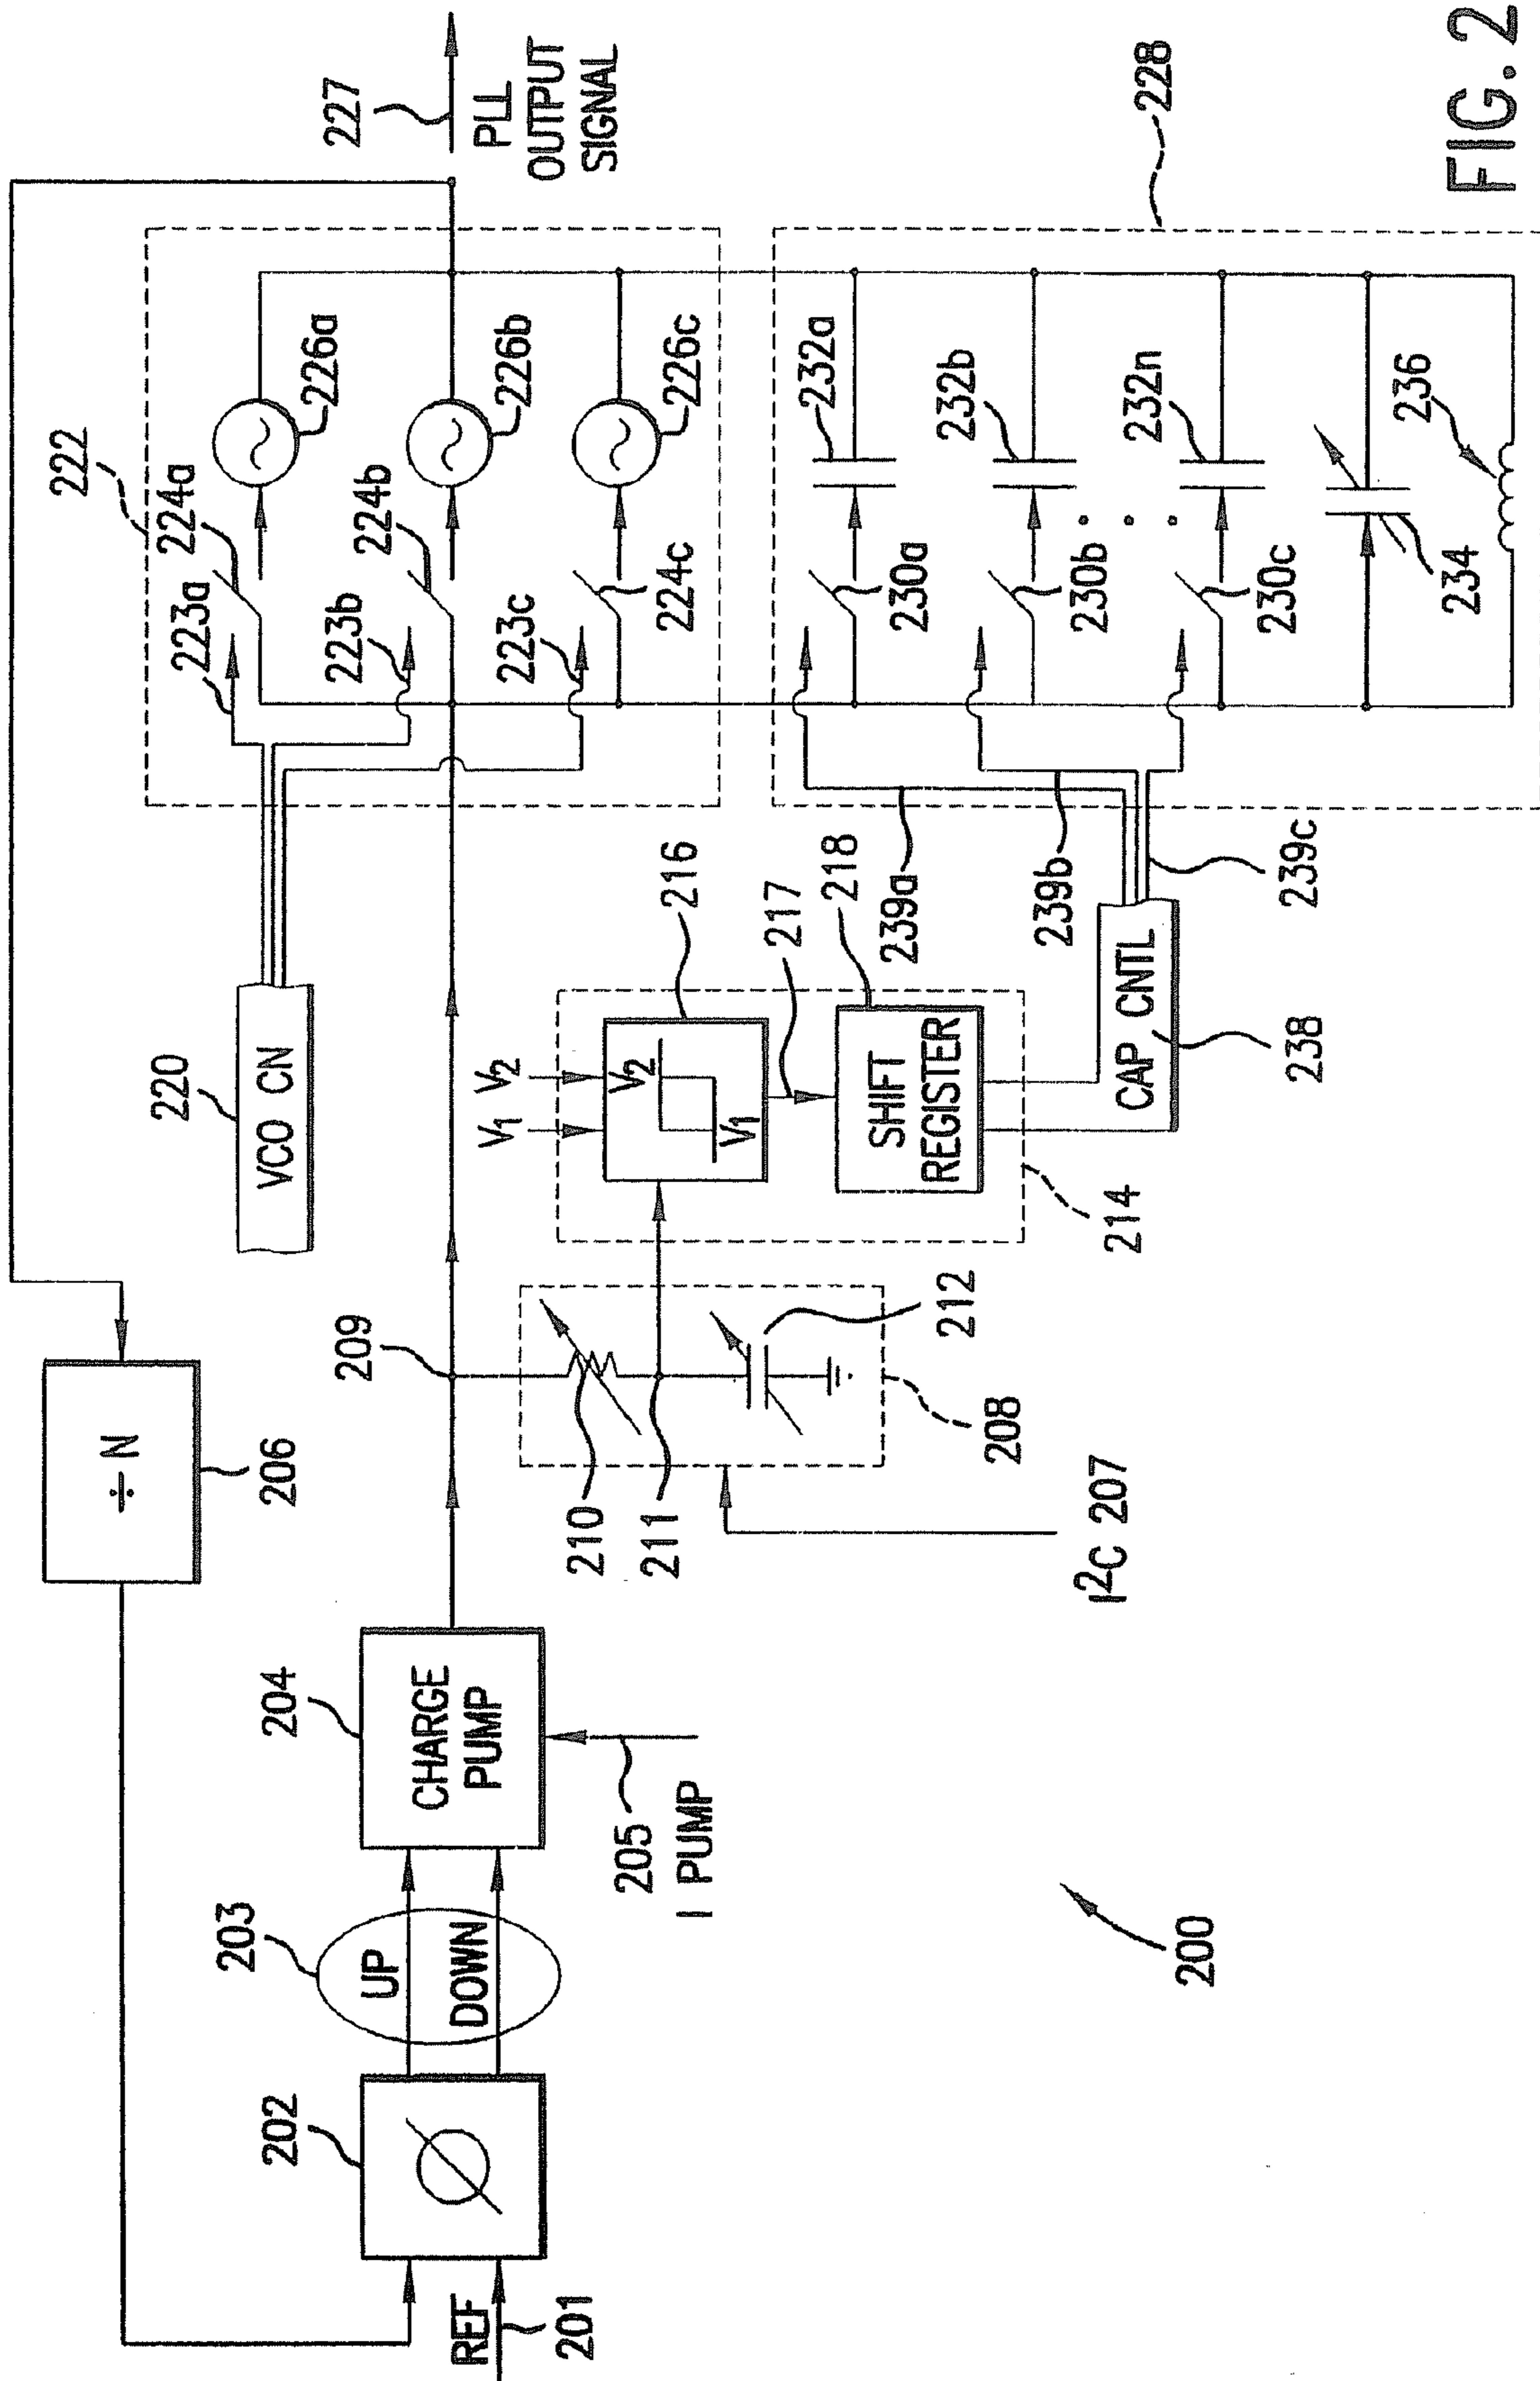 227
PLL
OUTPUT
SIGNAL
222
223a
224a
226a
223b
224b
226b
223c
224c
226c
228
220
VCO CN
÷ N
206
209
204
CHARGE
PUMP
203
UP
DOWN
202
REF
201
205
I PUMP
210
211
212
208
I²C 207
V1
V2
V2
V1
216
217
SHIFT
REGISTER
218
214
CAP CNTL
238
239a
239b
239c
230a
232a
230b
232b
230c
232n
234
236
200
FIG. 2